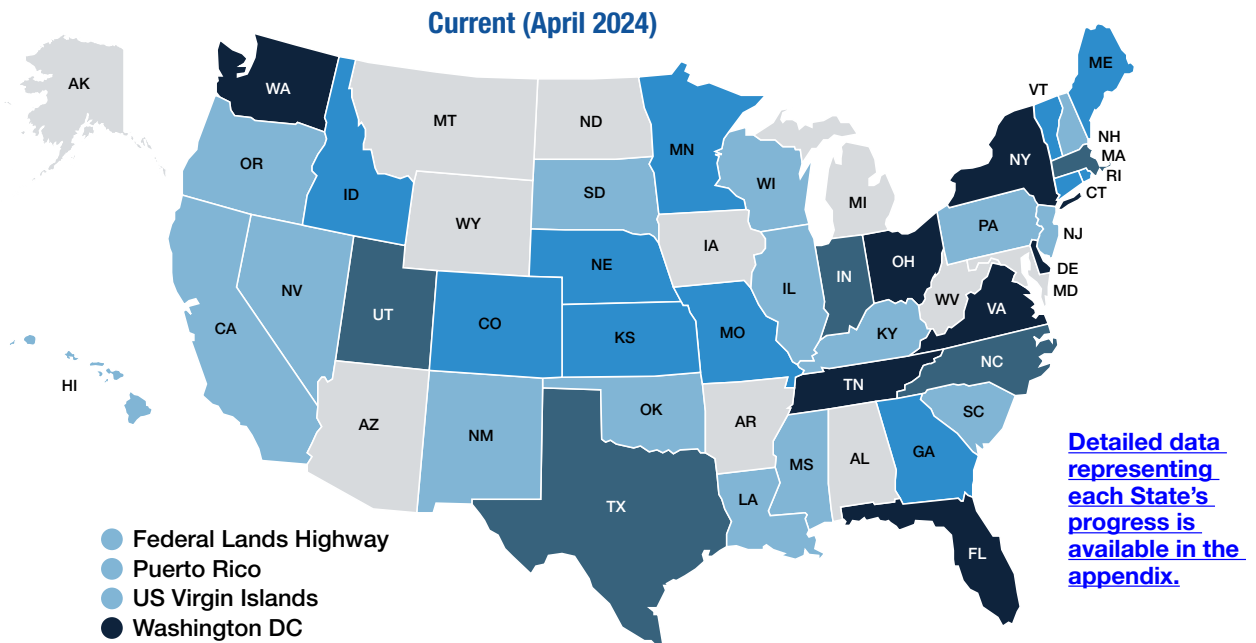 Current (April 2024)
AK
WA
MT
ND
MN
VT
ME
OR
ID
WY
SD
WI
MI
NY
NH
MA
RI
CT
NV
UT
CO
NE
IA
IL
IN
OH
PA
NJ
DE
MD
WV
VA
CA
KS
MO
KY
NC
TN
HI
AZ
NM
OK
AR
SC
MS
AL
GA
LA
TX
FL
Detailed data
representing
each State's
progress is
available in the
appendix.
Federal Lands Highway
Puerto Rico
US Virgin Islands
Washington DC